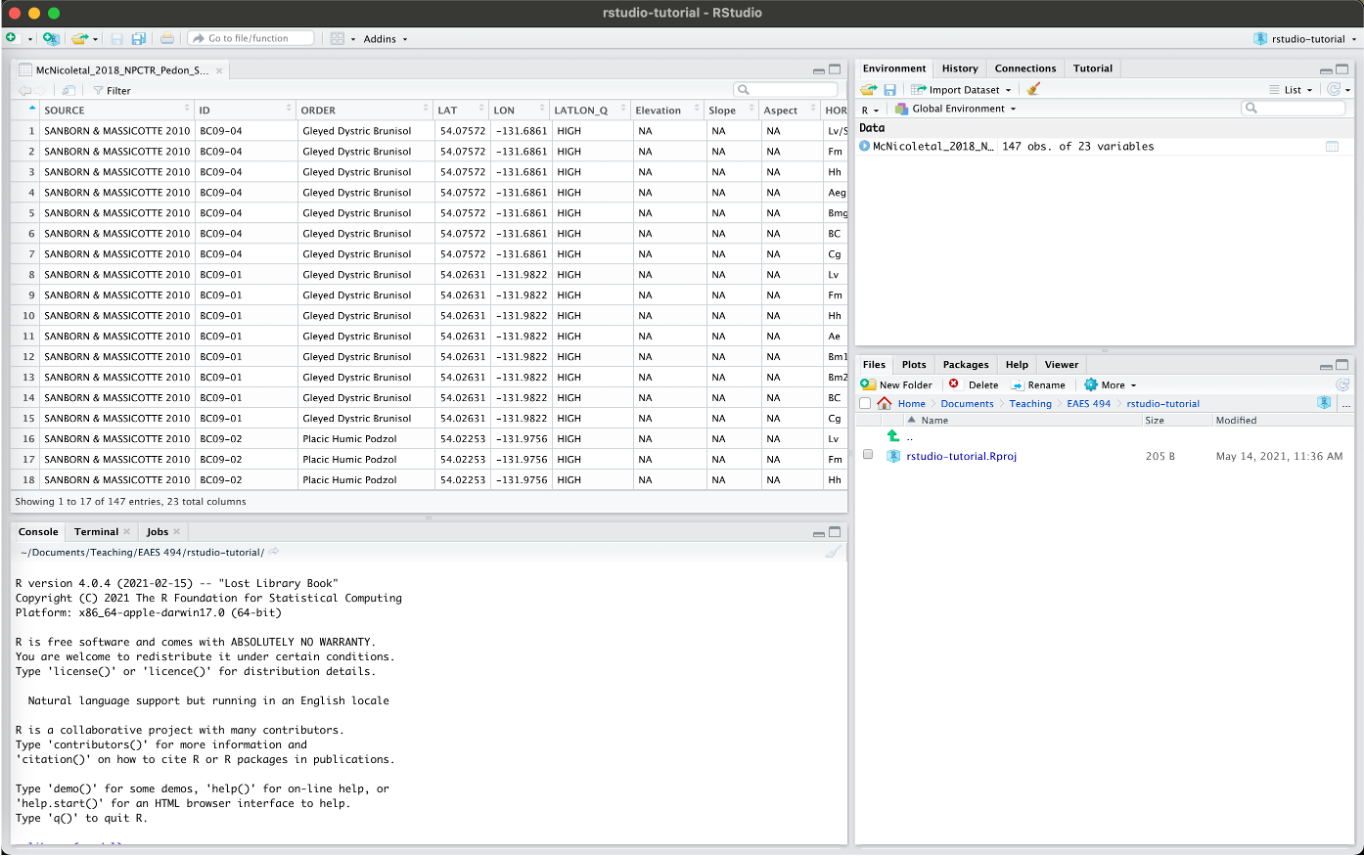 rstudio-tutorial - RStudio
Go to file/function Addins rstudio-tutorial
McNicoletal_2018_NPCTR_Pedon_S...
Filter
SOURCE ID ORDER LAT LON LATLON_Q Elevation Slope Aspect HOR
1 SANBORN & MASSICOTTE 2010 BC09-04 Gleyed Dystric Brunisol 54.07572 -131.6861 HIGH NA NA NA Lv/S
2 SANBORN & MASSICOTTE 2010 BC09-04 Gleyed Dystric Brunisol 54.07572 -131.6861 HIGH NA NA NA Fm
3 SANBORN & MASSICOTTE 2010 BC09-04 Gleyed Dystric Brunisol 54.07572 -131.6861 HIGH NA NA NA Hh
4 SANBORN & MASSICOTTE 2010 BC09-04 Gleyed Dystric Brunisol 54.07572 -131.6861 HIGH NA NA NA Aeg
5 SANBORN & MASSICOTTE 2010 BC09-04 Gleyed Dystric Brunisol 54.07572 -131.6861 HIGH NA NA NA Bmg
6 SANBORN & MASSICOTTE 2010 BC09-04 Gleyed Dystric Brunisol 54.07572 -131.6861 HIGH NA NA NA BC
7 SANBORN & MASSICOTTE 2010 BC09-04 Gleyed Dystric Brunisol 54.07572 -131.6861 HIGH NA NA NA Cg
8 SANBORN & MASSICOTTE 2010 BC09-01 Gleyed Dystric Brunisol 54.02631 -131.9822 HIGH NA NA NA Lv
9 SANBORN & MASSICOTTE 2010 BC09-01 Gleyed Dystric Brunisol 54.02631 -131.9822 HIGH NA NA NA Fm
10 SANBORN & MASSICOTTE 2010 BC09-01 Gleyed Dystric Brunisol 54.02631 -131.9822 HIGH NA NA NA Hh
11 SANBORN & MASSICOTTE 2010 BC09-01 Gleyed Dystric Brunisol 54.02631 -131.9822 HIGH NA NA NA Ae
12 SANBORN & MASSICOTTE 2010 BC09-01 Gleyed Dystric Brunisol 54.02631 -131.9822 HIGH NA NA NA Bm1
13 SANBORN & MASSICOTTE 2010 BC09-01 Gleyed Dystric Brunisol 54.02631 -131.9822 HIGH NA NA NA Bm2
14 SANBORN & MASSICOTTE 2010 BC09-01 Gleyed Dystric Brunisol 54.02631 -131.9822 HIGH NA NA NA BC
15 SANBORN & MASSICOTTE 2010 BC09-01 Gleyed Dystric Brunisol 54.02631 -131.9822 HIGH NA NA NA Cg
16 SANBORN & MASSICOTTE 2010 BC09-02 Placic Humic Podzol 54.02253 -131.9756 HIGH NA NA NA Lv
17 SANBORN & MASSICOTTE 2010 BC09-02 Placic Humic Podzol 54.02253 -131.9756 HIGH NA NA NA Fm
18 SANBORN & MASSICOTTE 2010 BC09-02 Placic Humic Podzol 54.02253 -131.9756 HIGH NA NA NA Hh
Showing 1 to 17 of 147 entries, 23 total columns
Console Terminal Jobs
~/Documents/Teaching/EAES 494/rstudio-tutorial/
R version 4.0.4 (2021-02-15) -- "Lost Library Book"
Copyright (C) 2021 The R Foundation for Statistical Computing
Platform: x86_64-apple-darwin17.0 (64-bit)
R is free software and comes with ABSOLUTELY NO WARRANTY.
You are welcome to redistribute it under certain conditions.
Type 'license()' or 'licence()' for distribution details.
Natural language support but running in an English locale
R is a collaborative project with many contributors.
Type 'contributors()' for more information and
'citation()' on how to cite R or R packages in publications.
Type 'demo()' for some demos, 'help()' for on-line help, or
'help.start()' for an HTML browser interface to help.
Type 'q()' to quit R.
Environment History Connections Tutorial
Import Dataset List
R Global Environment
Data
McNicoletal_2018_N... 147 obs. of 23 variables
Files Plots Packages Help Viewer
New Folder Delete Rename More
Home Documents Teaching EAES 494 rstudio-tutorial ...
Name Size Modified
..
rstudio-tutorial.Rproj 205 B May 14, 2021, 11:36 AM